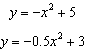 y = −x² + 5
y = −0.5x² + 3